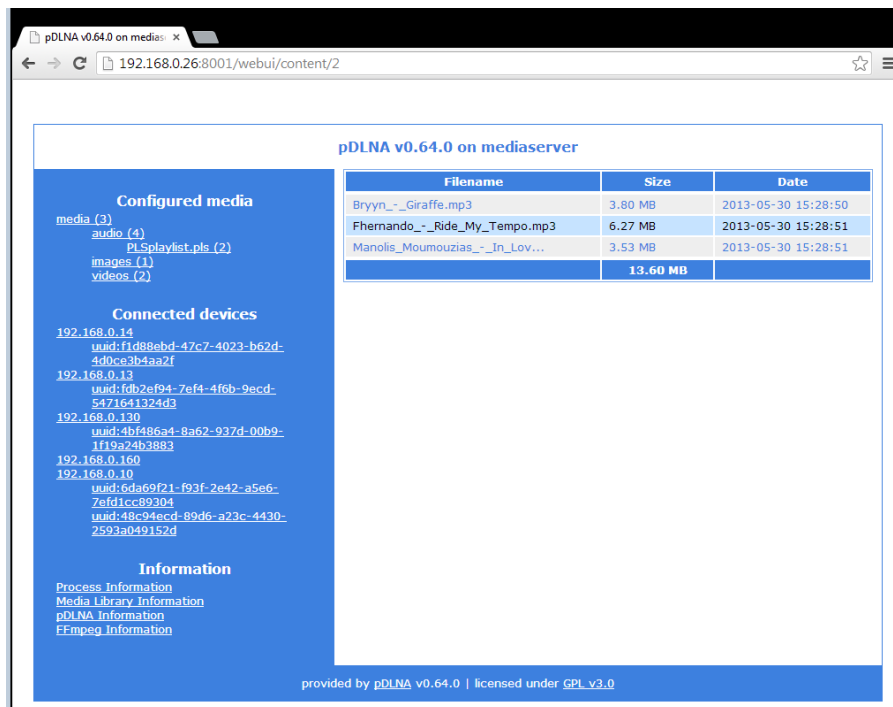 pDLNA v0.64.0 on medias
192.168.0.26:8001/webui/content/2
pDLNA v0.64.0 on mediaserver
Configured media
media (3)
audio (4)
PLSplaylist.pls (2)
images (1)
videos (2)
Connected devices
192.168.0.14
uuid:f1d88ebd-47c7-4023-b62d-
4d0ce3b4aa2f
192.168.0.13
uuid:fdb2ef94-7ef4-4f6b-9ecd-
5471641324d3
192.168.0.130
uuid:4bf486a4-8a62-937d-00b9-
1f19a24b3883
192.168.0.160
192.168.0.10
uuid:6da69f21-f93f-2e42-a5e6-
7efd1cc89304
uuid:48c94ecd-89d6-a23c-4430-
2593a049152d
Information
Process Information
Media Library Information
pDLNA Information
FFmpeg Information
Filename Size Date
Bryyn_-_Giraffe.mp3 3.80 MB 2013-05-30 15:28:50
Fhernando_-_Ride_My_Tempo.mp3 6.27 MB 2013-05-30 15:28:51
Manolis_Moumouzias_-_In_Lov... 3.53 MB 2013-05-30 15:28:51
13.60 MB
provided by pDLNA v0.64.0 | licensed under GPL v3.0